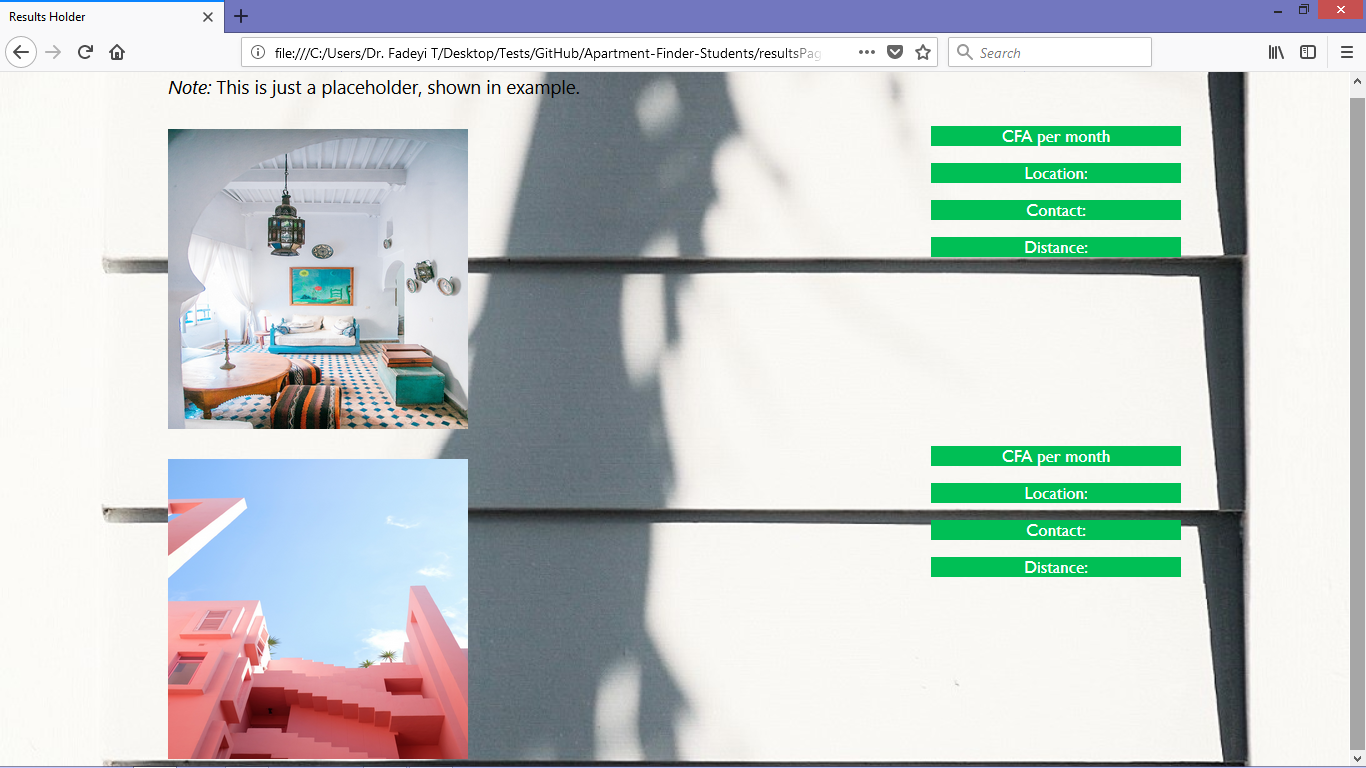 Results Holder
file:///C:/Users/Dr. Fadeyi T/Desktop/Tests/GitHub/Apartment-Finder-Students/resultsPag
Search
Note: This is just a placeholder, shown in example.
CFA per month
Location:
Contact:
Distance:
CFA per month
Location:
Contact:
Distance: